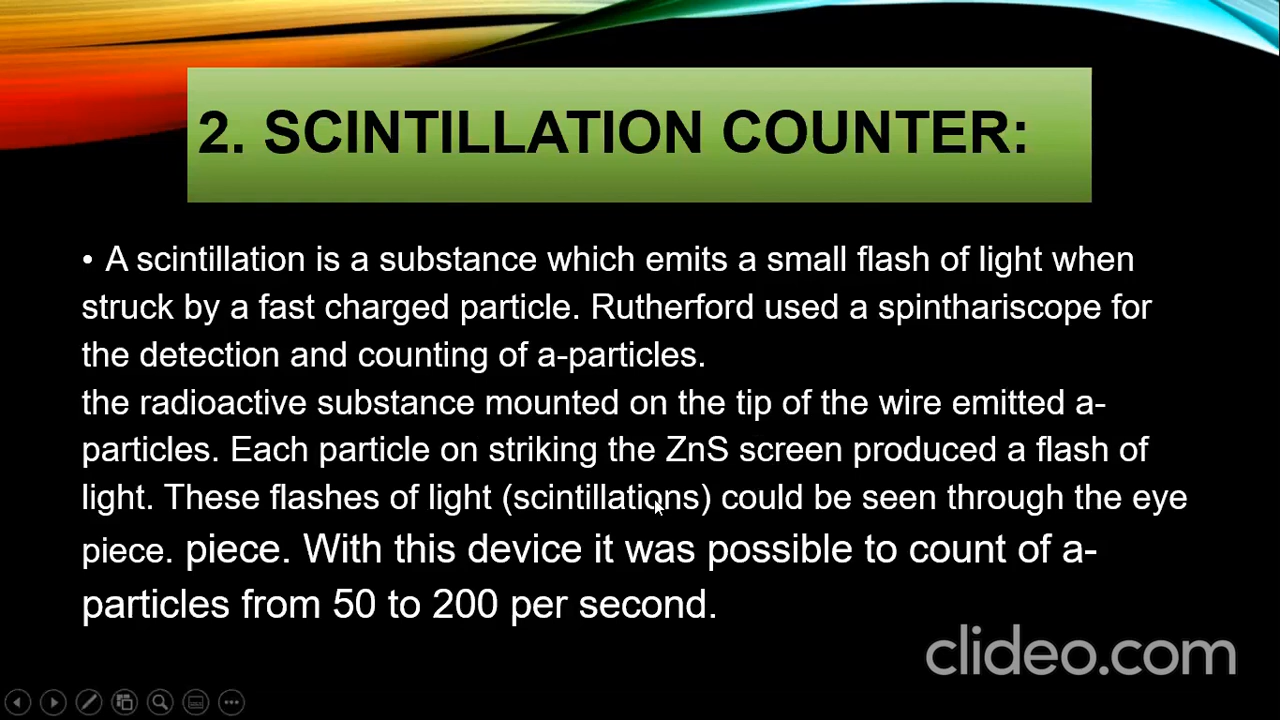 2. SCINTILLATION COUNTER:
• A scintillation is a substance which emits a small flash of light when
struck by a fast charged particle. Rutherford used a spinthariscope for
the detection and counting of a-particles.
the radioactive substance mounted on the tip of the wire emitted a-
particles. Each particle on striking the ZnS screen produced a flash of
light. These flashes of light (scintillations) could be seen through the eye
piece. piece. With this device it was possible to count of a-
particles from 50 to 200 per second.
clideo.com